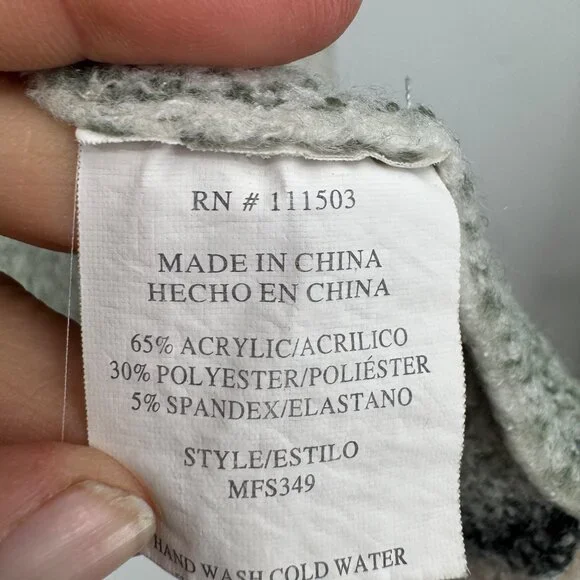 RN # 111503
MADE IN CHINA
HECHO EN CHINA
65% ACRYLIC/ACRILICO
30% POLYESTER/POLIÉSTER
5% SPANDEX/ELASTANO
STYLE/ESTILO
MFS349
HAND WASH COLD WATER